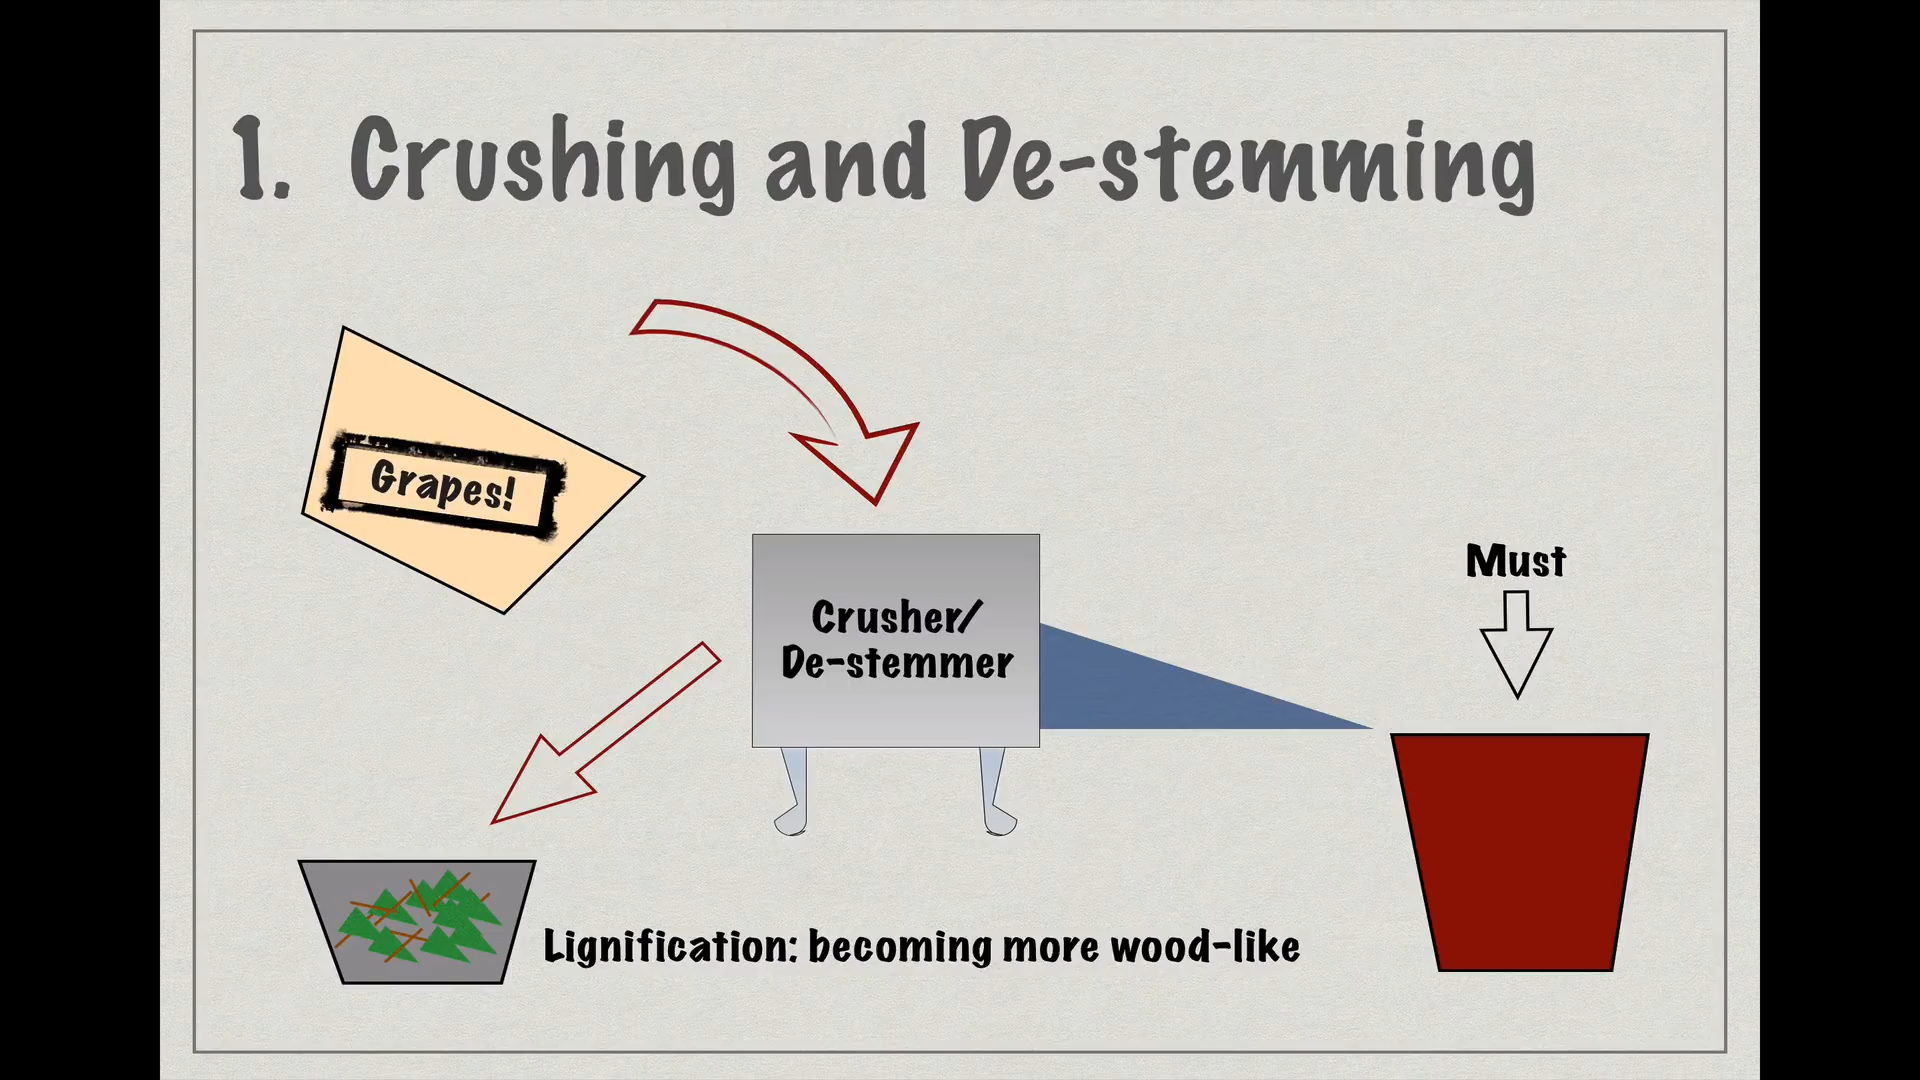 1. Crushing and De-stemming
Grapes!
Crusher/
De-stemmer
Must
Lignification: becoming more wood-like